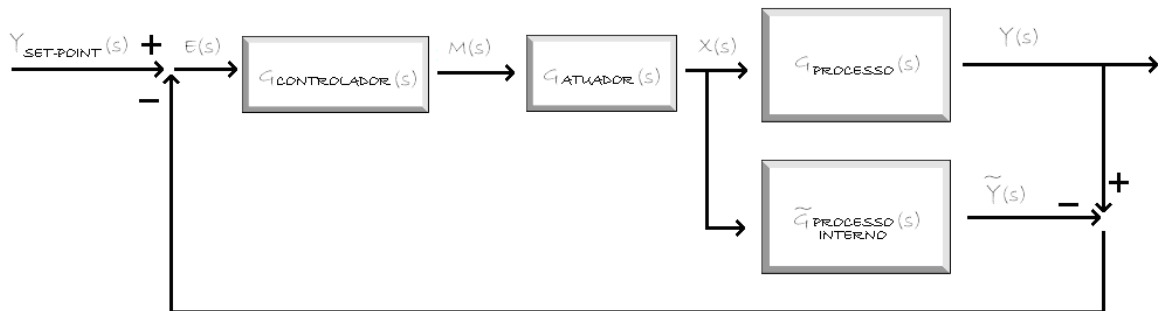 Y SET-POINT (s)
+
E(s)
G CONTROLADOR (s)
M(s)
G ATUADOR (s)
X(s)
G PROCESSO (s)
Y(s)
−
G̃ PROCESSO INTERNO (s)
Ỹ(s)
−
+